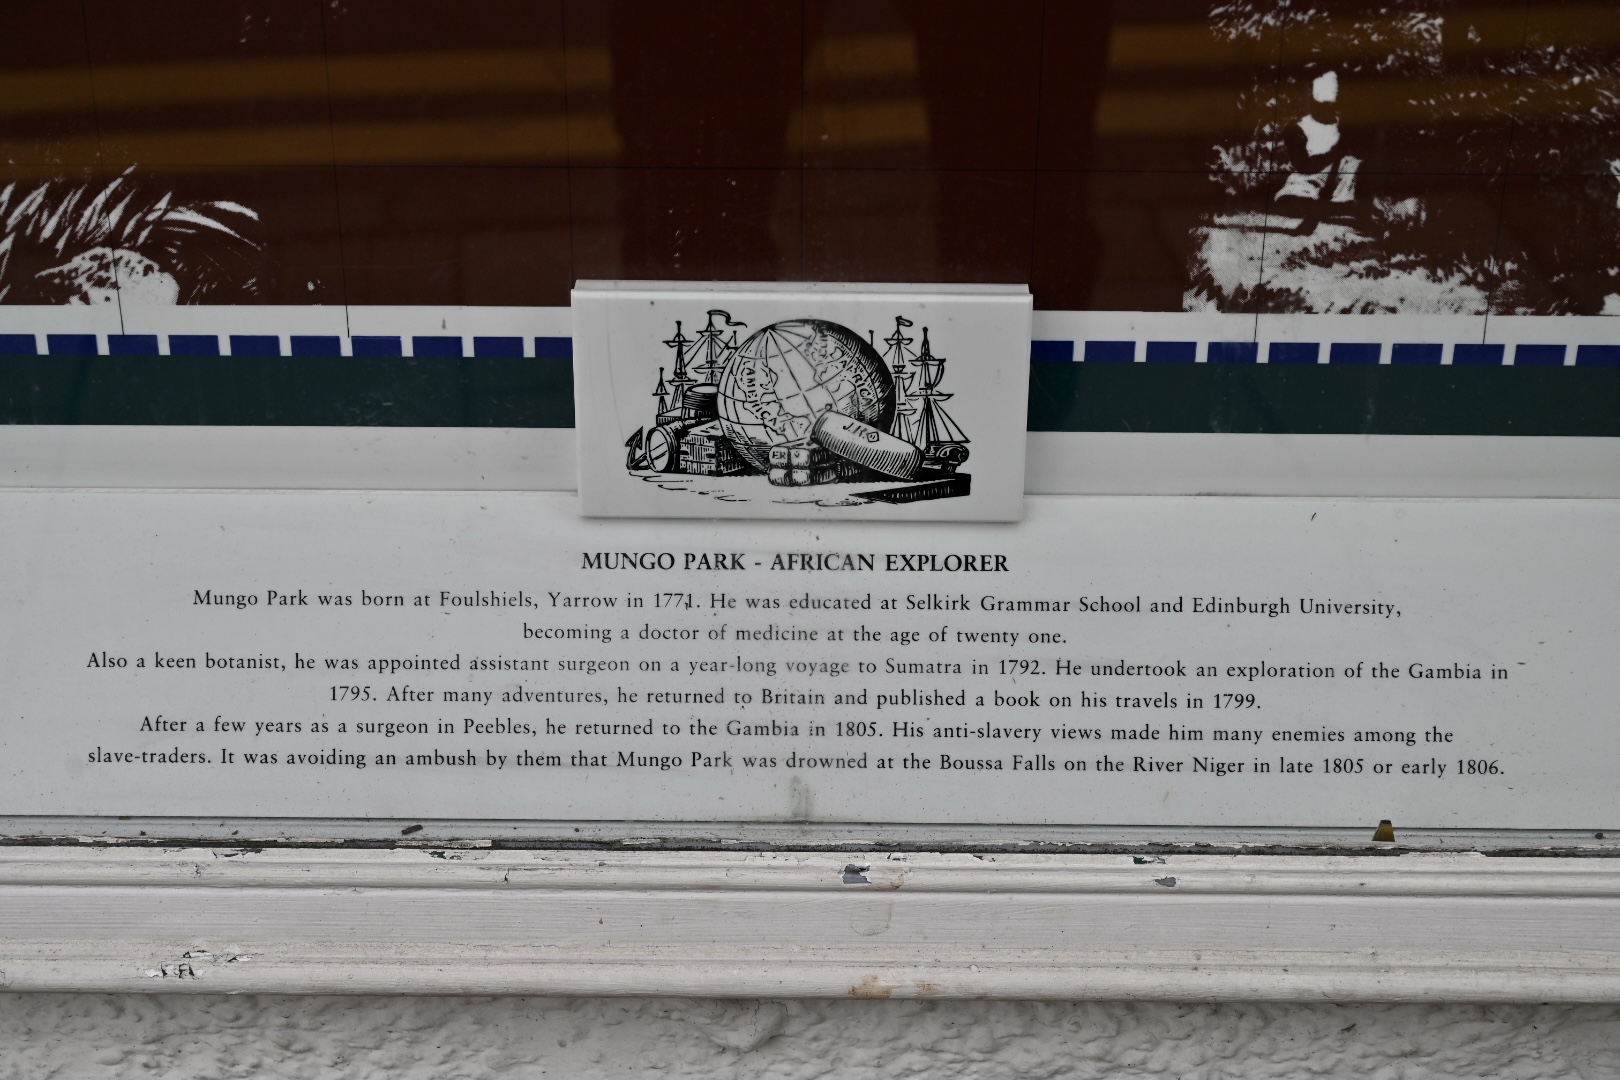 AMERICA
AFRICA
J.H.
ER V
MUNGO PARK - AFRICAN EXPLORER
Mungo Park was born at Foulshiels, Yarrow in 1771. He was educated at Selkirk Grammar School and Edinburgh University,
becoming a doctor of medicine at the age of twenty one.
Also a keen botanist, he was appointed assistant surgeon on a year-long voyage to Sumatra in 1792. He undertook an exploration of the Gambia in
1795. After many adventures, he returned to Britain and published a book on his travels in 1799.
After a few years as a surgeon in Peebles, he returned to the Gambia in 1805. His anti-slavery views made him many enemies among the
slave-traders. It was avoiding an ambush by them that Mungo Park was drowned at the Boussa Falls on the River Niger in late 1805 or early 1806.